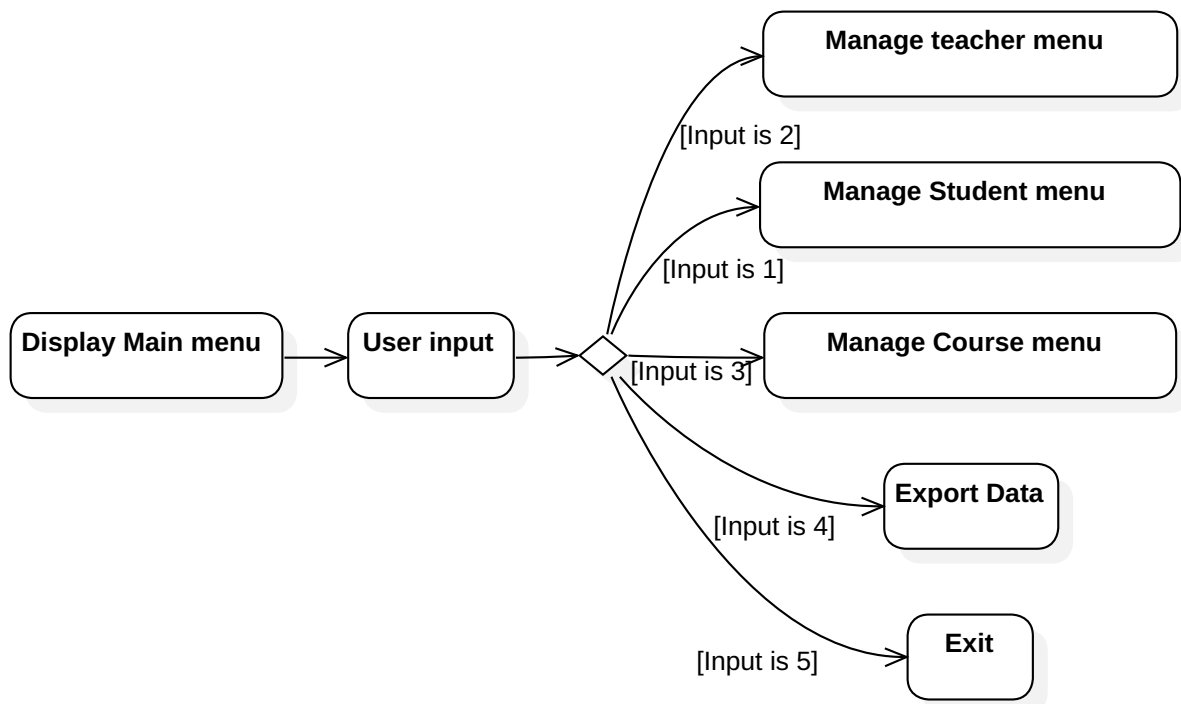 Manage teacher menu
[Input is 2]
Manage Student menu
[Input is 1]
Display Main menu
User input
Manage Course menu
[Input is 3]
Export Data
[Input is 4]
Exit
[Input is 5]